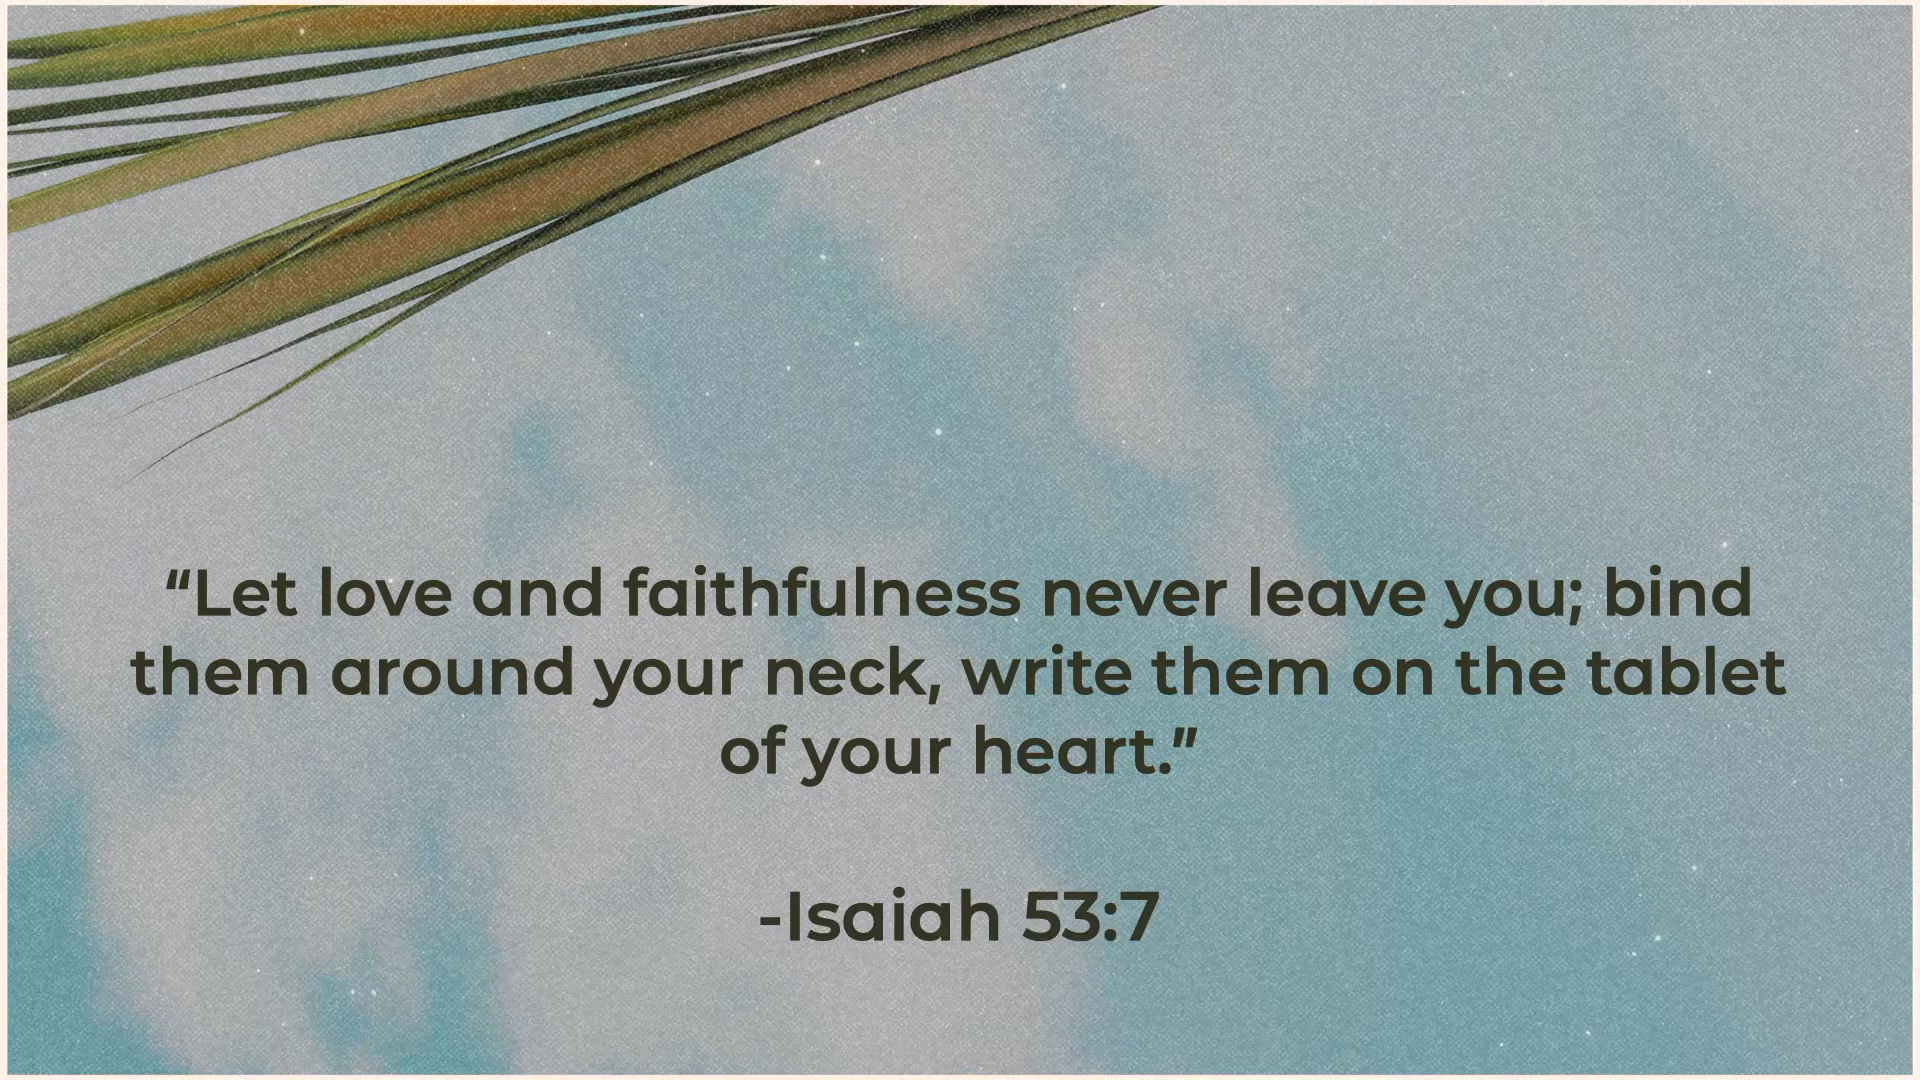 “Let love and faithfulness never leave you; bind
them around your neck, write them on the tablet
of your heart.”
-Isaiah 53:7